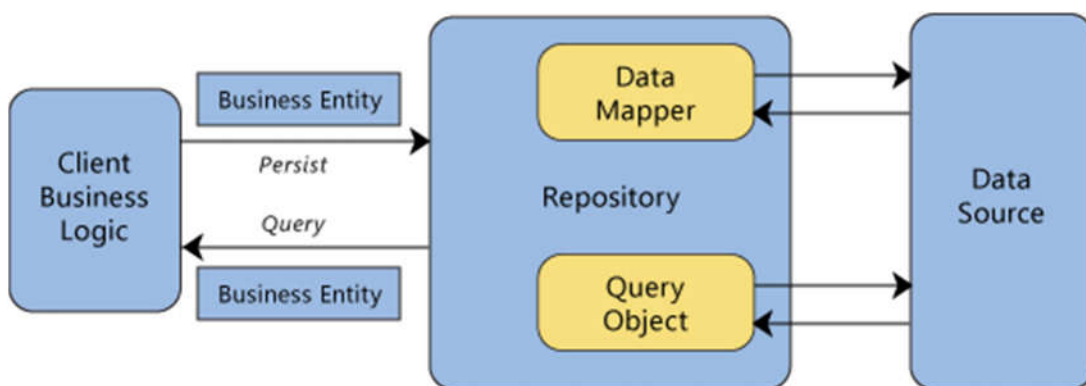 Client
Business
Logic
Business Entity
Persist
Query
Business Entity
Data
Mapper
Repository
Query
Object
Data
Source